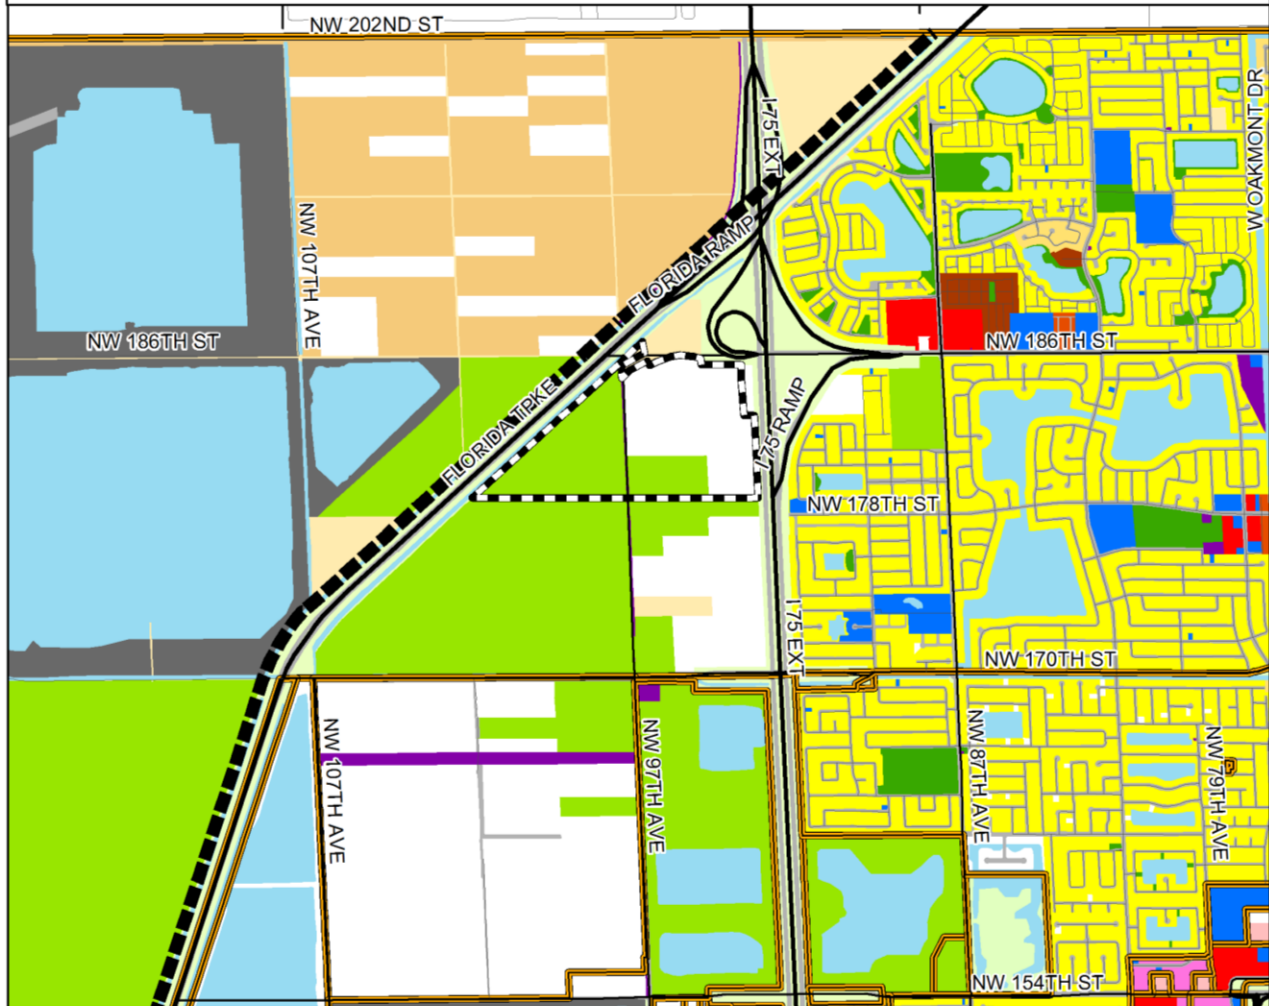 NW 202ND ST
W OAKMONT DR
I 75 EXT
NW 107TH AVE
FLORIDA RAMP
NW 186TH ST
NW 186TH ST
FLORIDA TPKE
I 75 RAMP
NW 178TH ST
I 75 EXT
NW 170TH ST
NW 107TH AVE
NW 97TH AVE
NW 87TH AVE
NW 79TH AVE
NW 154TH ST